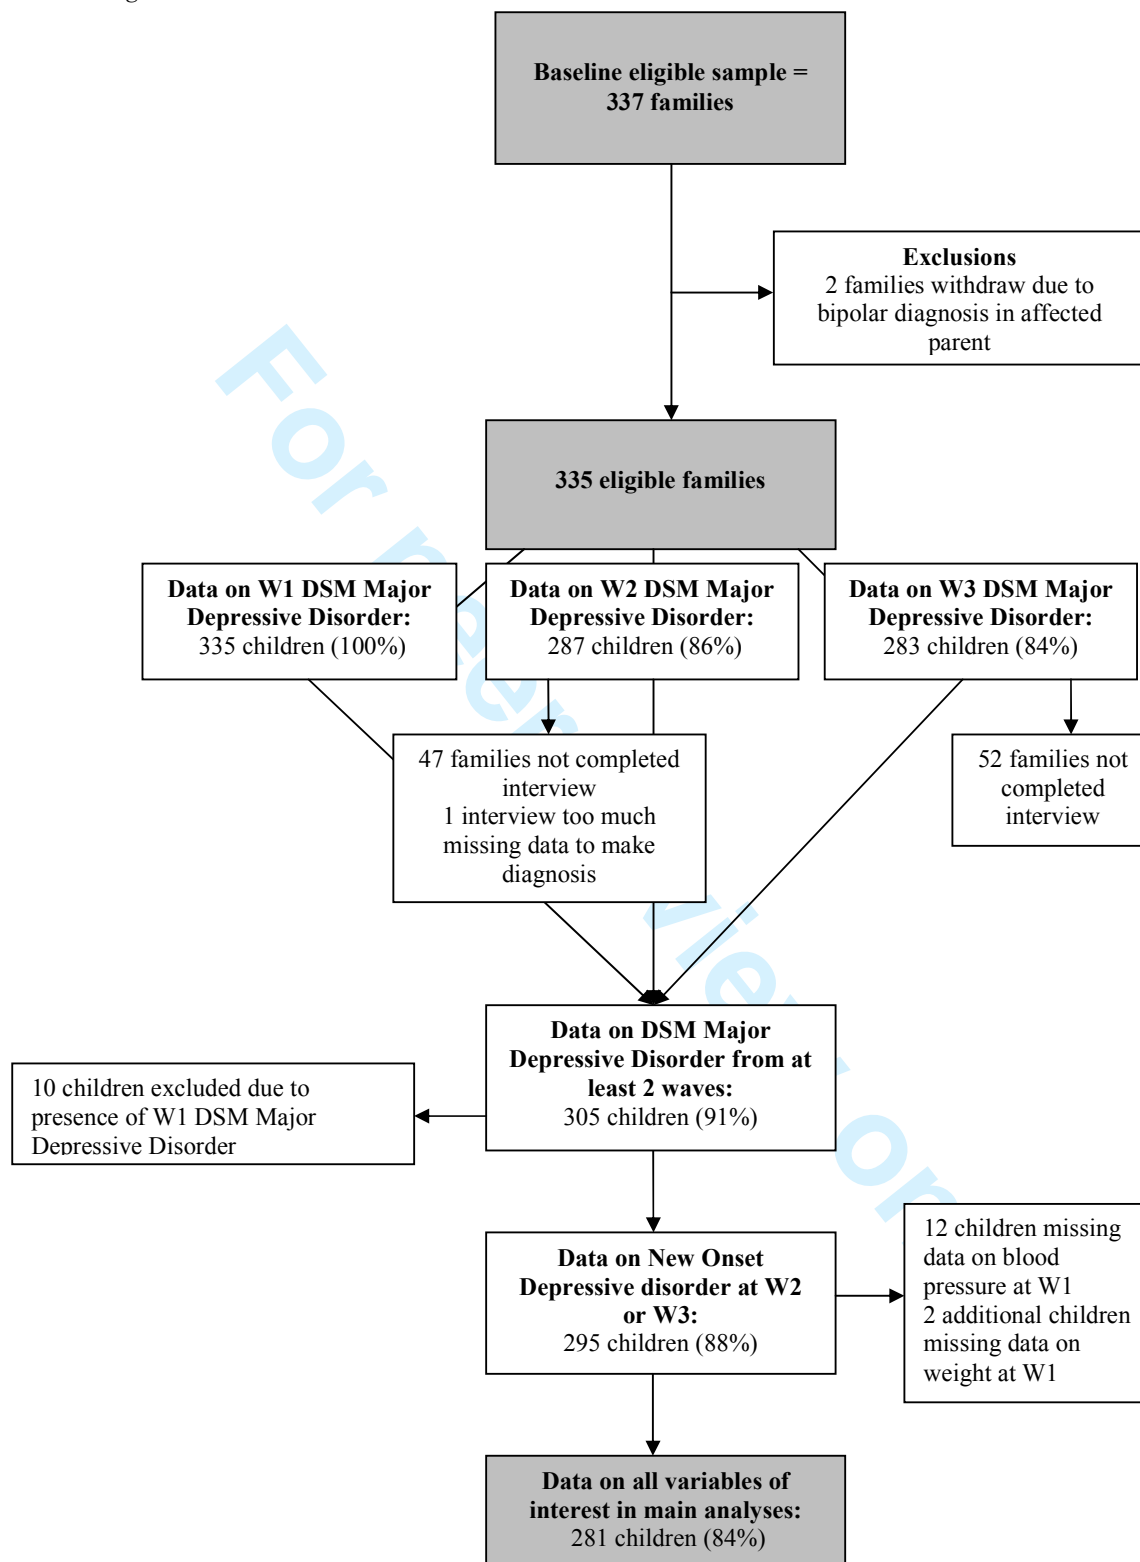 Baseline eligible sample =
337 families
Exclusions
2 families withdraw due to
bipolar diagnosis in affected
parent
335 eligible families
Data on W1 DSM Major
Depressive Disorder:
335 children (100%)
Data on W2 DSM Major
Depressive Disorder:
287 children (86%)
Data on W3 DSM Major
Depressive Disorder:
283 children (84%)
47 families not completed
interview
1 interview too much
missing data to make
diagnosis
52 families not
completed
interview
Data on DSM Major
Depressive Disorder from at
least 2 waves:
305 children (91%)
10 children excluded due to
presence of W1 DSM Major
Depressive Disorder
Data on New Onset
Depressive disorder at W2
or W3:
295 children (88%)
12 children missing
data on blood
pressure at W1
2 additional children
missing data on
weight at W1
Data on all variables of
interest in main analyses:
281 children (84%)
For peer